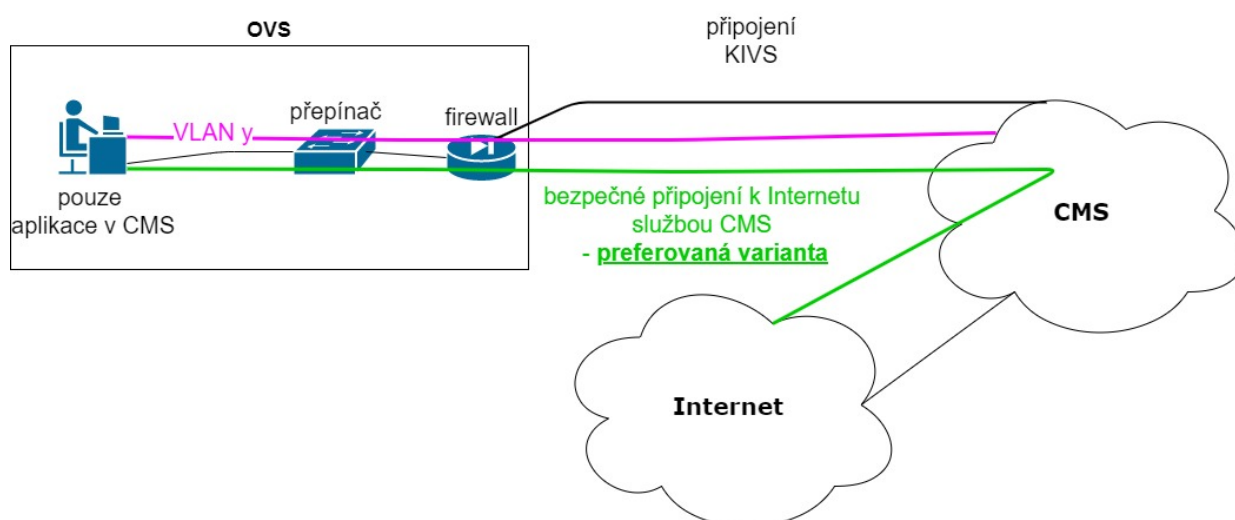 OVS
připojení
KIVS
přepínač
firewall
VLAN y
pouze
aplikace v CMS
bezpečné připojení k Internetu
službou CMS
- preferovaná varianta
CMS
Internet